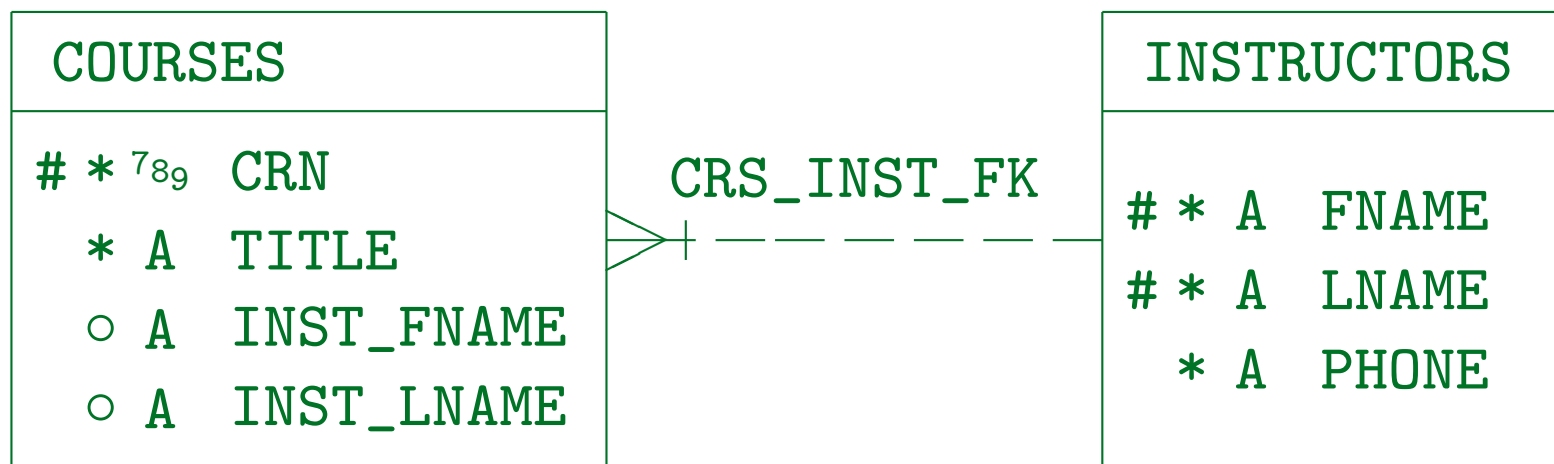 COURSES
# * 789 CRN
* A TITLE
○ A INST_FNAME
○ A INST_LNAME
CRS_INST_FK
INSTRUCTORS
# * A FNAME
# * A LNAME
* A PHONE